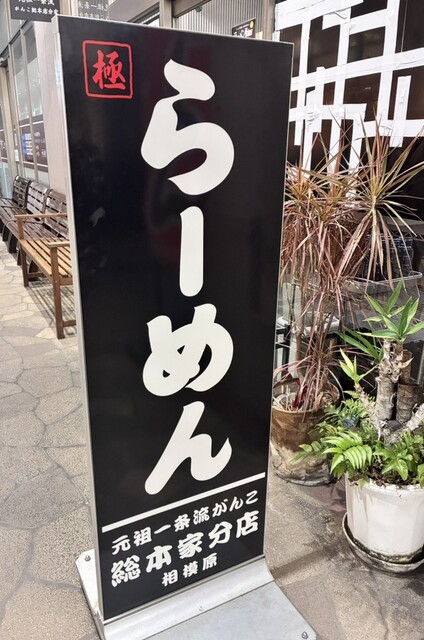 極
らーめん
元祖一条流がんこ
総本家分店
相模原